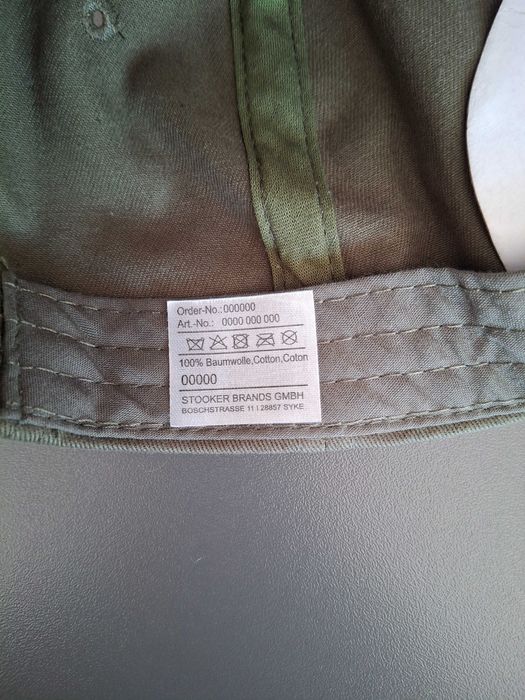 Order-No.:000000
Art.-No.: 0000 000 000
100% Baumwolle,Cotton,Coton
00000
STOOKER BRANDS GMBH
BOSCHSTRASSE 11 I 28857 SYKE